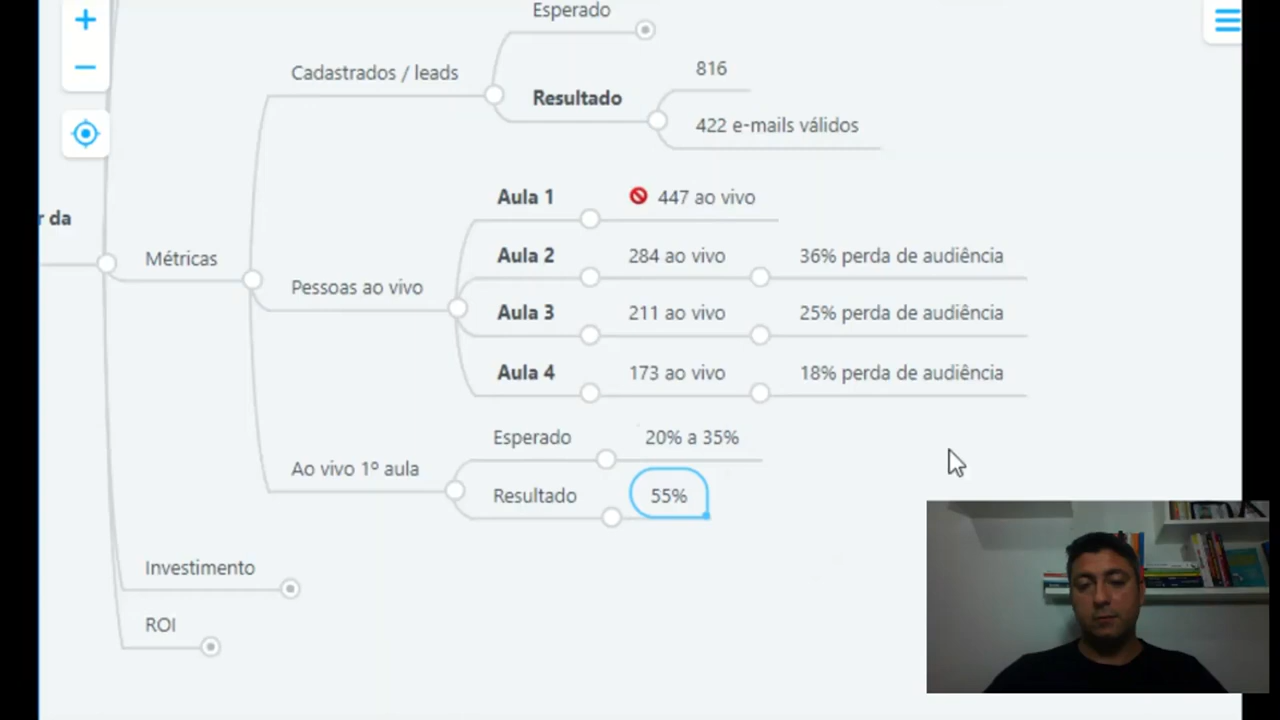 Esperado
Cadastrados / leads
Resultado
816
422 e-mails válidos
r da
Métricas
Pessoas ao vivo
Aula 1
447 ao vivo
Aula 2
284 ao vivo
36% perda de audiência
Aula 3
211 ao vivo
25% perda de audiência
Aula 4
173 ao vivo
18% perda de audiência
Ao vivo 1º aula
Esperado
20% a 35%
Resultado
55%
Investimento
ROI